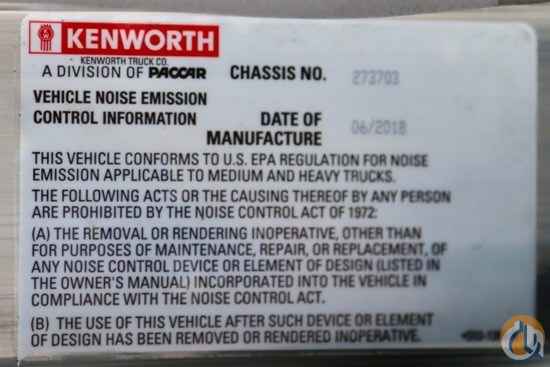 KENWORTH
KENWORTH TRUCK CO.
A DIVISION OF PACCAR
CHASSIS NO. 273703
VEHICLE NOISE EMISSION
CONTROL INFORMATION
DATE OF
MANUFACTURE 06/2018
THIS VEHICLE CONFORMS TO U.S. EPA REGULATION FOR NOISE
EMISSION APPLICABLE TO MEDIUM AND HEAVY TRUCKS.
THE FOLLOWING ACTS OR THE CAUSING THEREOF BY ANY PERSON
ARE PROHIBITED BY THE NOISE CONTROL ACT OF 1972:
(A) THE REMOVAL OR RENDERING INOPERATIVE, OTHER THAN
FOR PURPOSES OF MAINTENANCE, REPAIR, OR REPLACEMENT, OF
ANY NOISE CONTROL DEVICE OR ELEMENT OF DESIGN (LISTED IN
THE OWNER'S MANUAL) INCORPORATED INTO THE VEHICLE IN
COMPLIANCE WITH THE NOISE CONTROL ACT.
(B) THE USE OF THIS VEHICLE AFTER SUCH DEVICE OR ELEMENT
OF DESIGN HAS BEEN REMOVED OR RENDERED INOPERATIVE.